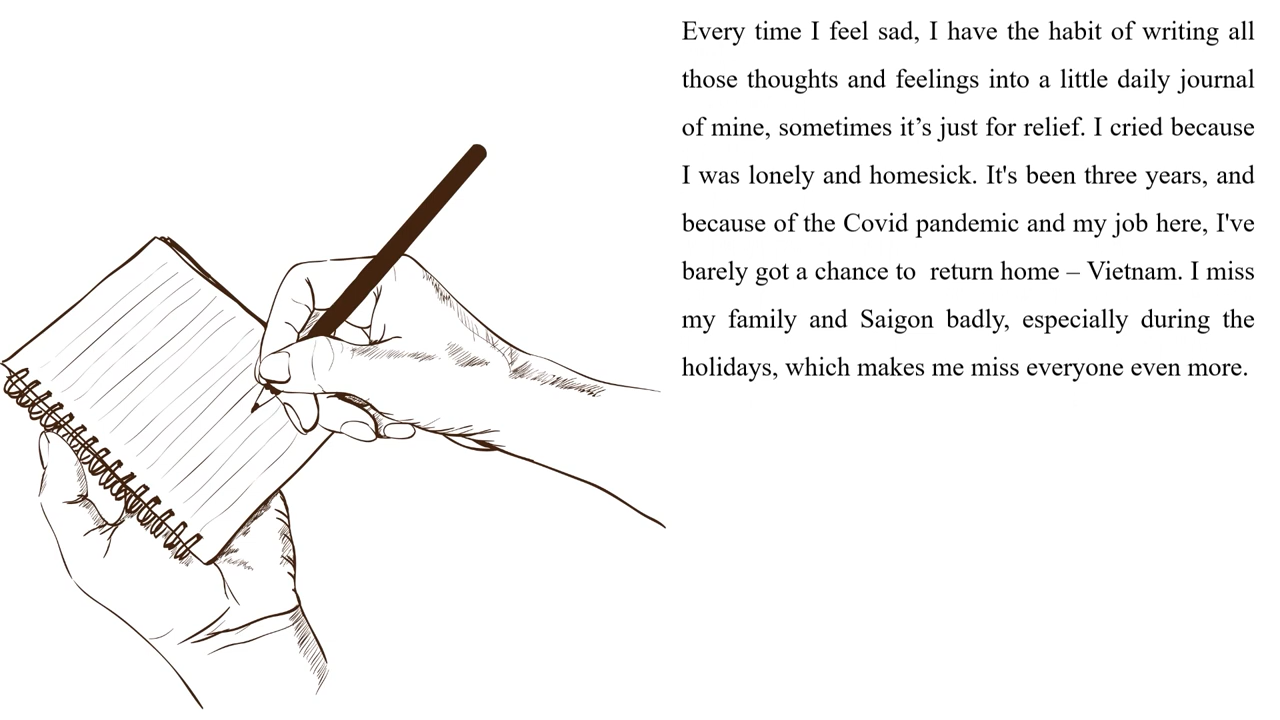 Every time I feel sad, I have the habit of writing all
those thoughts and feelings into a little daily journal
of mine, sometimes it’s just for relief. I cried because
I was lonely and homesick. It's been three years, and
because of the Covid pandemic and my job here, I've
barely got a chance to  return home – Vietnam. I miss
my family and Saigon badly, especially during the
holidays, which makes me miss everyone even more.